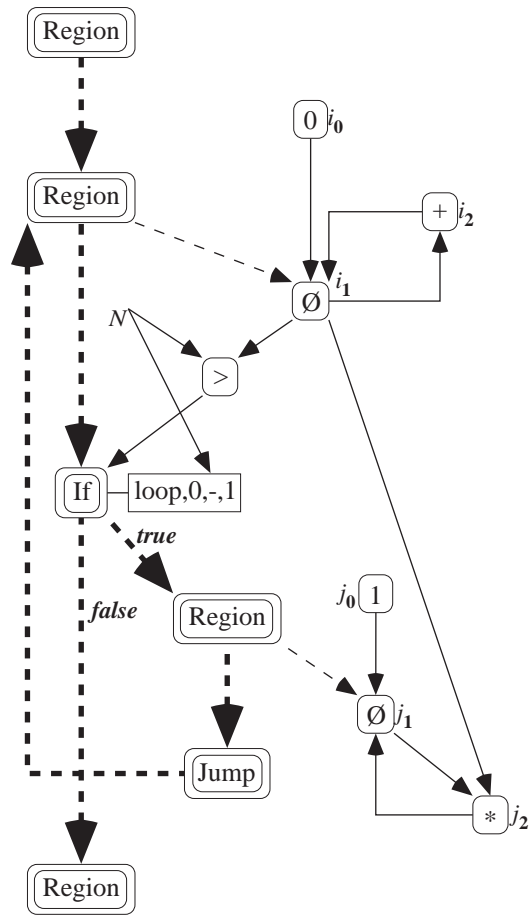 Region
0 i₀
Region
+ i₂
i₁
Ø
N
>
If
loop,0,-,1
true
false
Region
j₀ 1
Ø j₁
Jump
* j₂
Region